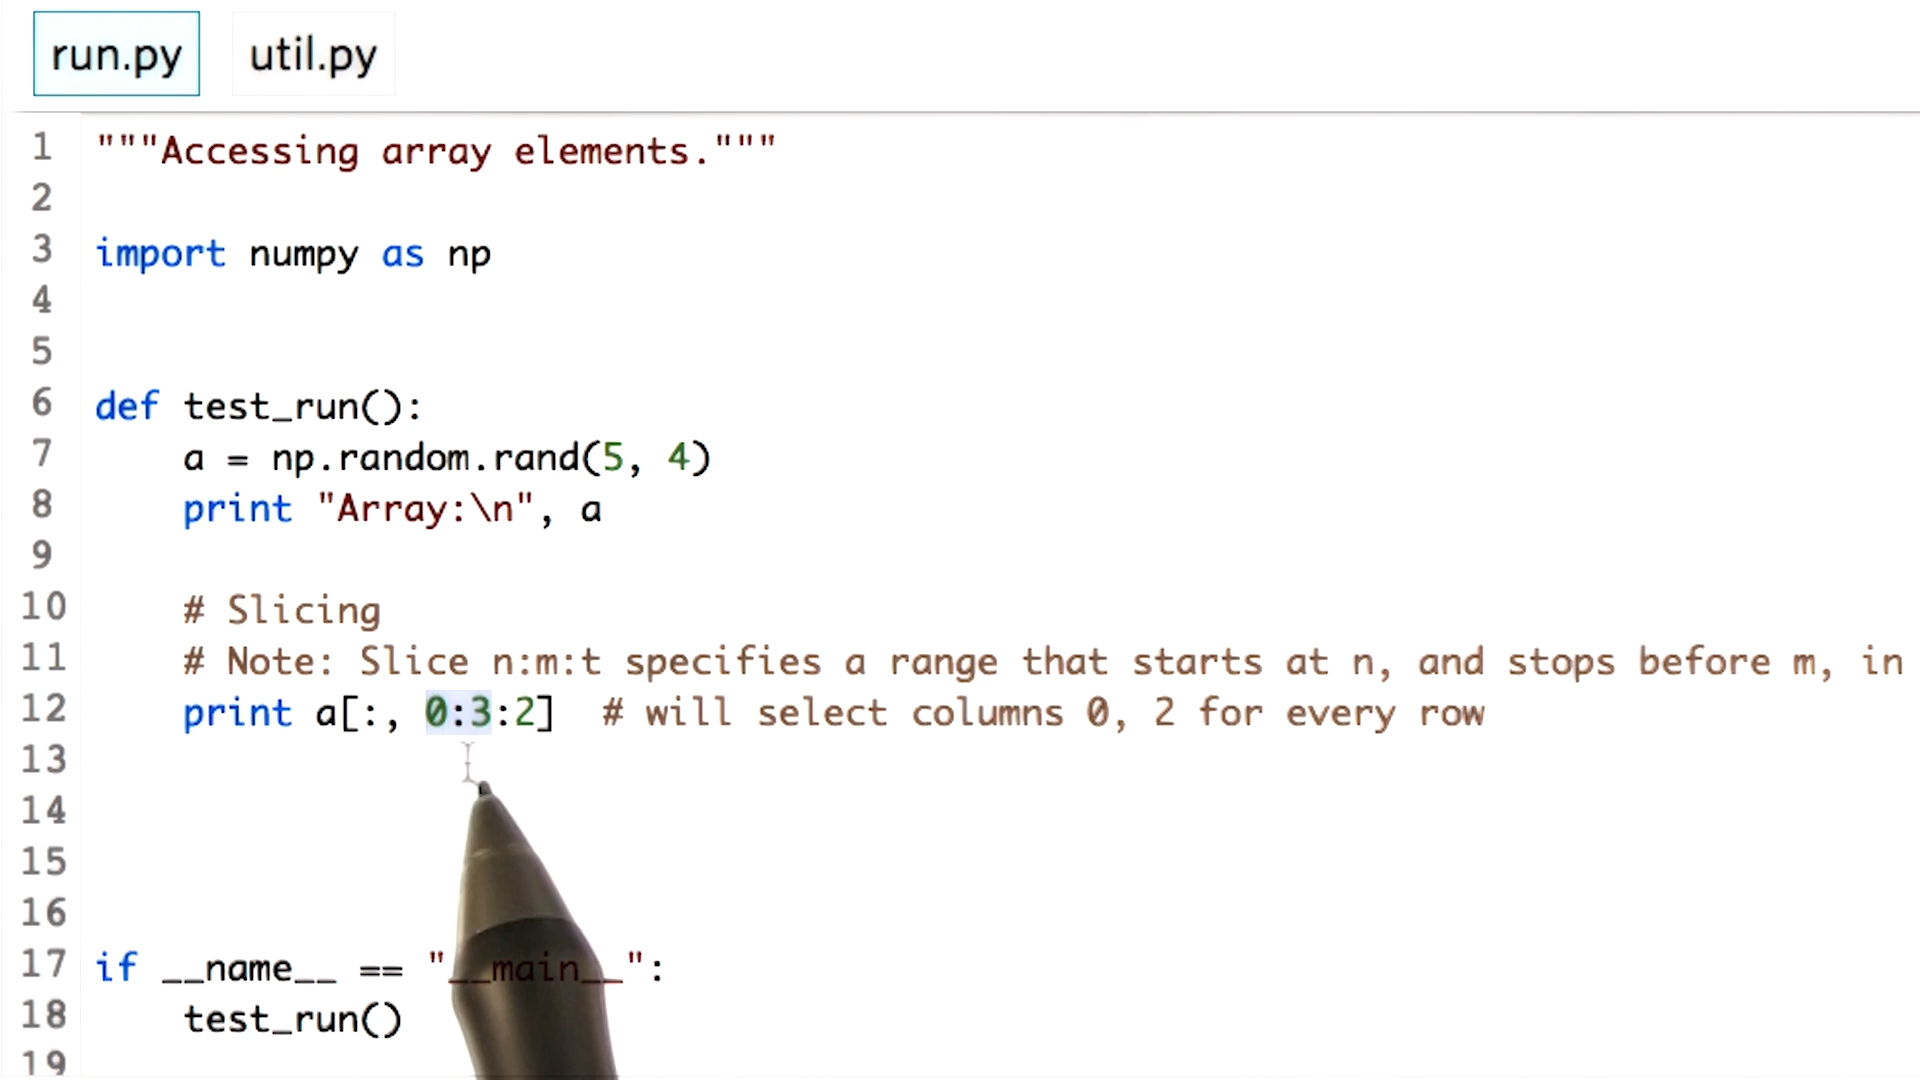 run.py util.py
1 """Accessing array elements."""
2
3 import numpy as np
4
5
6 def test_run():
7     a = np.random.rand(5, 4)
8     print "Array:\n", a
9
10     # Slicing
11     # Note: Slice n:m:t specifies a range that starts at n, and stops before m, in
12     print a[:, 0:3:2]  # will select columns 0, 2 for every row
13
14
15
16
17 if __name__ == "__main__":
18     test_run()
19